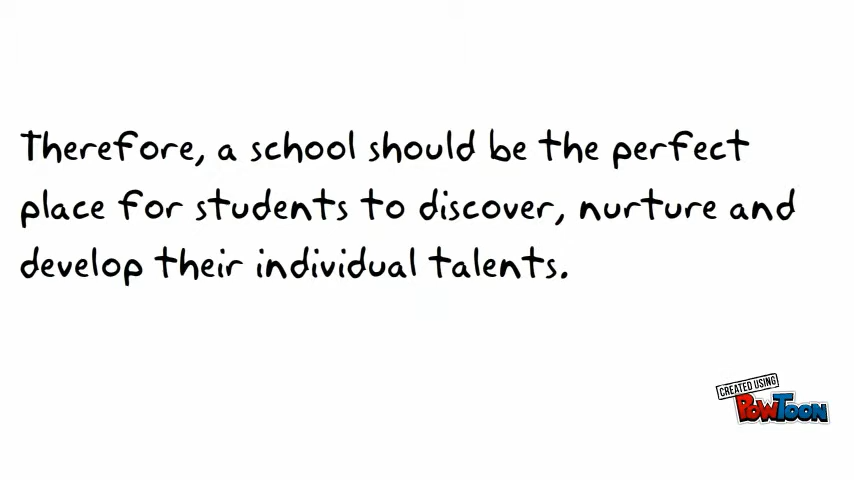 Therefore, a school should be the perfect
place for students to discover, nurture and
develop their individual talents.
CREATED USING
POWTOON